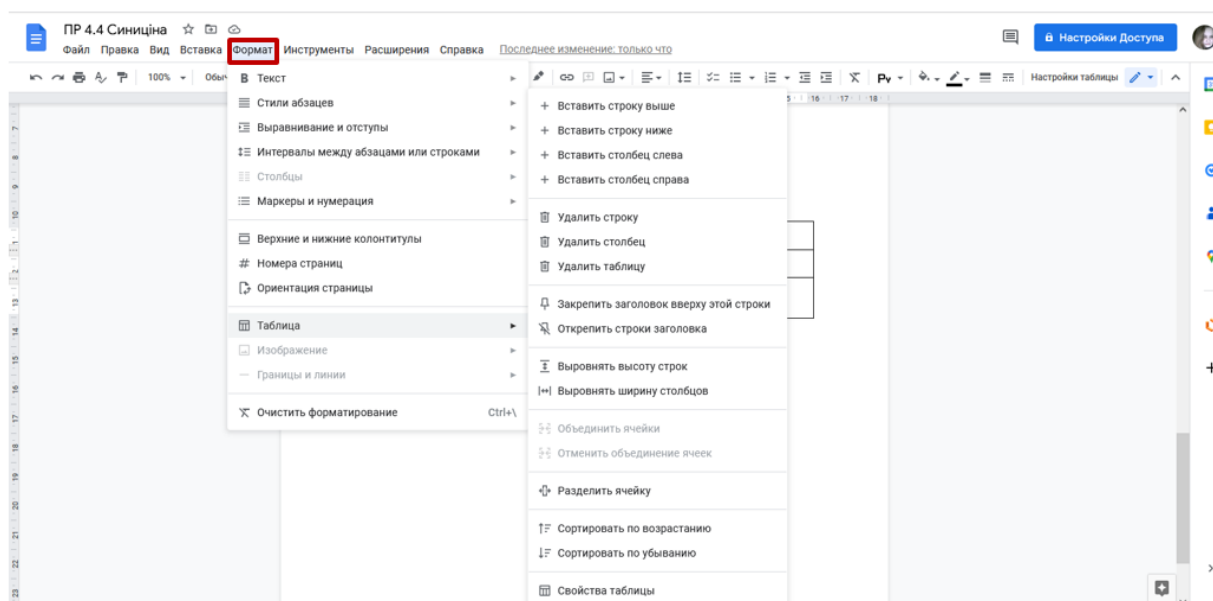 ПР 4.4 Синиціна
Файл Правка Вид Вставка Формат Инструменты Расширения Справка Последнее изменение: только что
Настройки Доступа
100% Настройки таблицы
16 17 18
Текст
Стили абзацев
Выравнивание и отступы
Интервалы между абзацами или строками
Столбцы
Маркеры и нумерация
Верхние и нижние колонтитулы
Номера страниц
Ориентация страницы
Таблица
Изображение
Границы и линии
Очистить форматирование Ctrl+\
Вставить строку выше
Вставить строку ниже
Вставить столбец слева
Вставить столбец справа
Удалить строку
Удалить столбец
Удалить таблицу
Закрепить заголовок вверху этой строки
Открепить строки заголовка
Выровнять высоту строк
Выровнять ширину столбцов
Объединить ячейки
Отменить объединение ячеек
Разделить ячейку
Сортировать по возрастанию
Сортировать по убыванию
Свойства таблицы